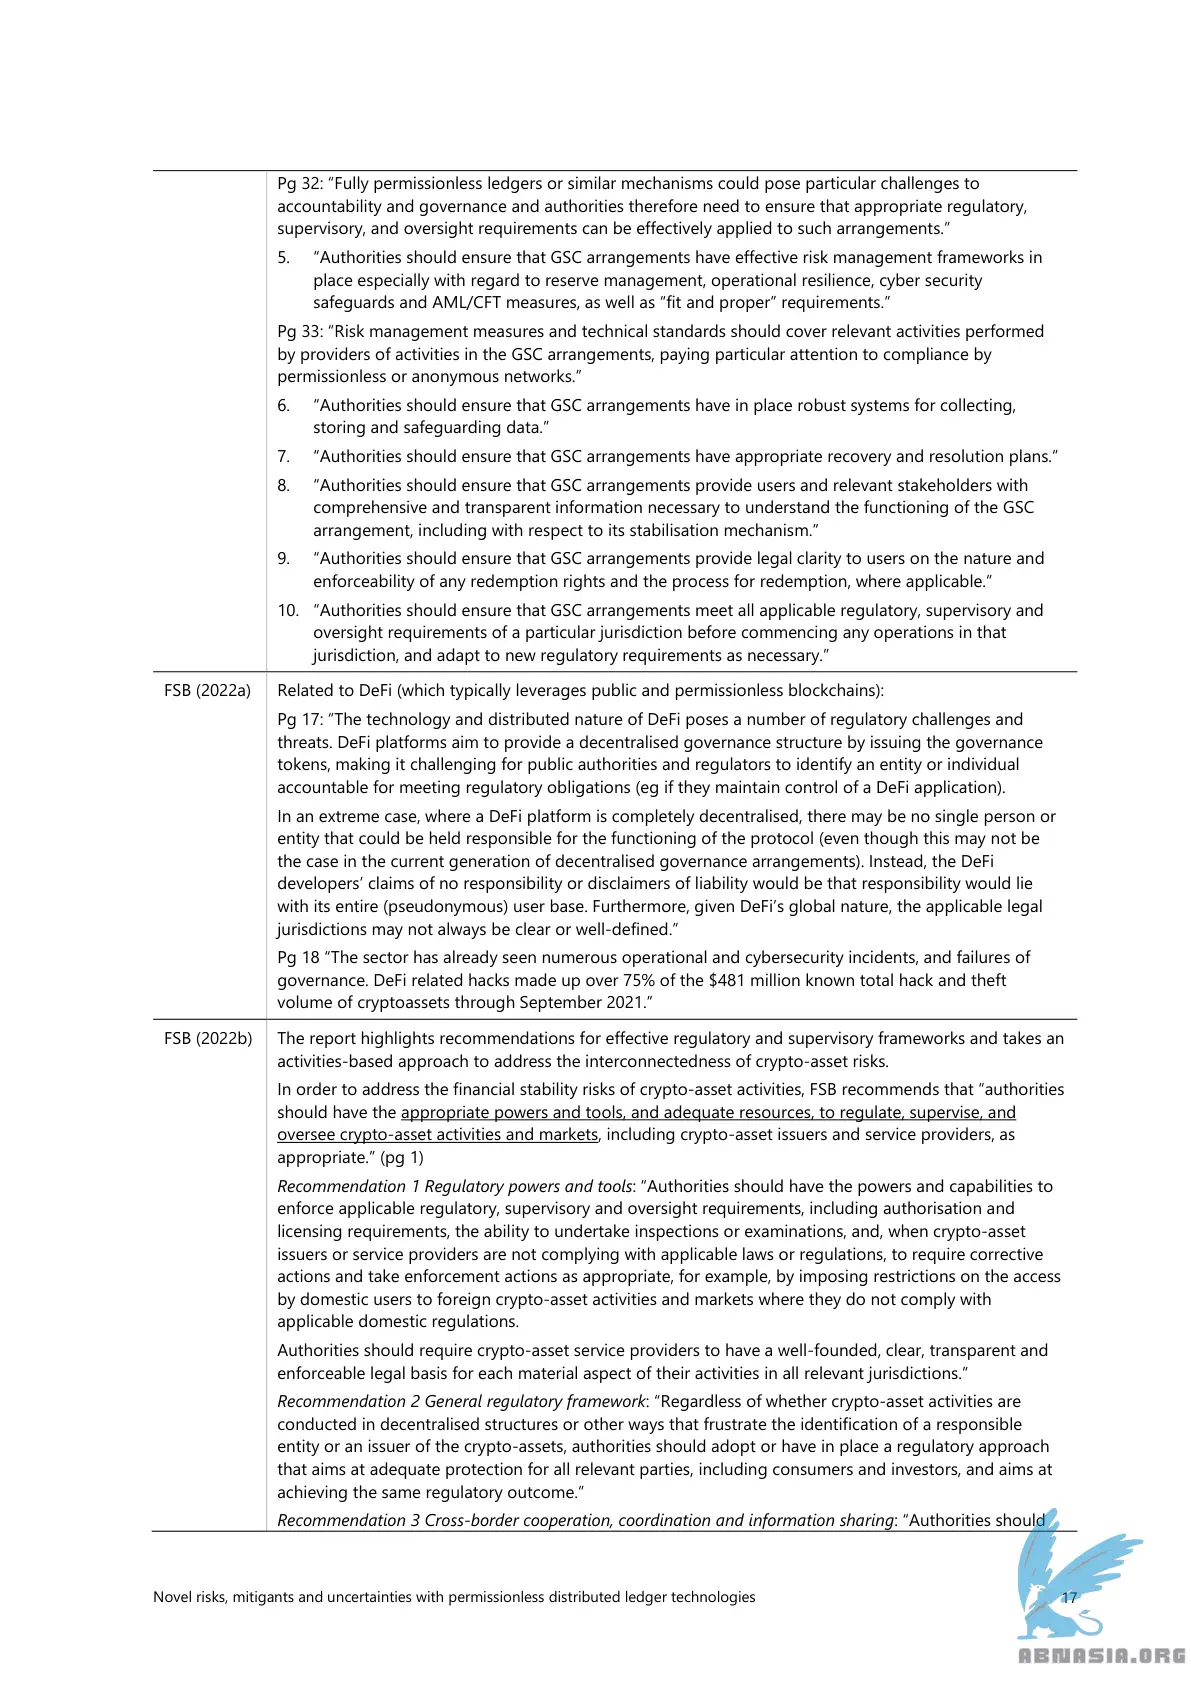 Pg 32: “Fully permissionless ledgers or similar mechanisms could pose particular challenges to
accountability and governance and authorities therefore need to ensure that appropriate regulatory,
supervisory, and oversight requirements can be effectively applied to such arrangements.”
5. “Authorities should ensure that GSC arrangements have effective risk management frameworks in
place especially with regard to reserve management, operational resilience, cyber security
safeguards and AML/CFT measures, as well as “fit and proper” requirements.”
Pg 33: “Risk management measures and technical standards should cover relevant activities performed
by providers of activities in the GSC arrangements, paying particular attention to compliance by
permissionless or anonymous networks.”
6. “Authorities should ensure that GSC arrangements have in place robust systems for collecting,
storing and safeguarding data.”
7. “Authorities should ensure that GSC arrangements have appropriate recovery and resolution plans.”
8. “Authorities should ensure that GSC arrangements provide users and relevant stakeholders with
comprehensive and transparent information necessary to understand the functioning of the GSC
arrangement, including with respect to its stabilisation mechanism.”
9. “Authorities should ensure that GSC arrangements provide legal clarity to users on the nature and
enforceability of any redemption rights and the process for redemption, where applicable.”
10. “Authorities should ensure that GSC arrangements meet all applicable regulatory, supervisory and
oversight requirements of a particular jurisdiction before commencing any operations in that
jurisdiction, and adapt to new regulatory requirements as necessary.”
FSB (2022a) Related to DeFi (which typically leverages public and permissionless blockchains):
Pg 17: “The technology and distributed nature of DeFi poses a number of regulatory challenges and
threats. DeFi platforms aim to provide a decentralised governance structure by issuing the governance
tokens, making it challenging for public authorities and regulators to identify an entity or individual
accountable for meeting regulatory obligations (eg if they maintain control of a DeFi application).
In an extreme case, where a DeFi platform is completely decentralised, there may be no single person or
entity that could be held responsible for the functioning of the protocol (even though this may not be
the case in the current generation of decentralised governance arrangements). Instead, the DeFi
developers’ claims of no responsibility or disclaimers of liability would be that responsibility would lie
with its entire (pseudonymous) user base. Furthermore, given DeFi’s global nature, the applicable legal
jurisdictions may not always be clear or well-defined.”
Pg 18 “The sector has already seen numerous operational and cybersecurity incidents, and failures of
governance. DeFi related hacks made up over 75% of the $481 million known total hack and theft
volume of cryptoassets through September 2021.”
FSB (2022b) The report highlights recommendations for effective regulatory and supervisory frameworks and takes an
activities-based approach to address the interconnectedness of crypto-asset risks.
In order to address the financial stability risks of crypto-asset activities, FSB recommends that “authorities
should have the appropriate powers and tools, and adequate resources, to regulate, supervise, and
oversee crypto-asset activities and markets, including crypto-asset issuers and service providers, as
appropriate.” (pg 1)
Recommendation 1 Regulatory powers and tools: “Authorities should have the powers and capabilities to
enforce applicable regulatory, supervisory and oversight requirements, including authorisation and
licensing requirements, the ability to undertake inspections or examinations, and, when crypto-asset
issuers or service providers are not complying with applicable laws or regulations, to require corrective
actions and take enforcement actions as appropriate, for example, by imposing restrictions on the access
by domestic users to foreign crypto-asset activities and markets where they do not comply with
applicable domestic regulations.
Authorities should require crypto-asset service providers to have a well-founded, clear, transparent and
enforceable legal basis for each material aspect of their activities in all relevant jurisdictions.”
Recommendation 2 General regulatory framework: “Regardless of whether crypto-asset activities are
conducted in decentralised structures or other ways that frustrate the identification of a responsible
entity or an issuer of the crypto-assets, authorities should adopt or have in place a regulatory approach
that aims at adequate protection for all relevant parties, including consumers and investors, and aims at
achieving the same regulatory outcome.”
Recommendation 3 Cross-border cooperation, coordination and information sharing: “Authorities should
Novel risks, mitigants and uncertainties with permissionless distributed ledger technologies 17
ABNASIA.ORG